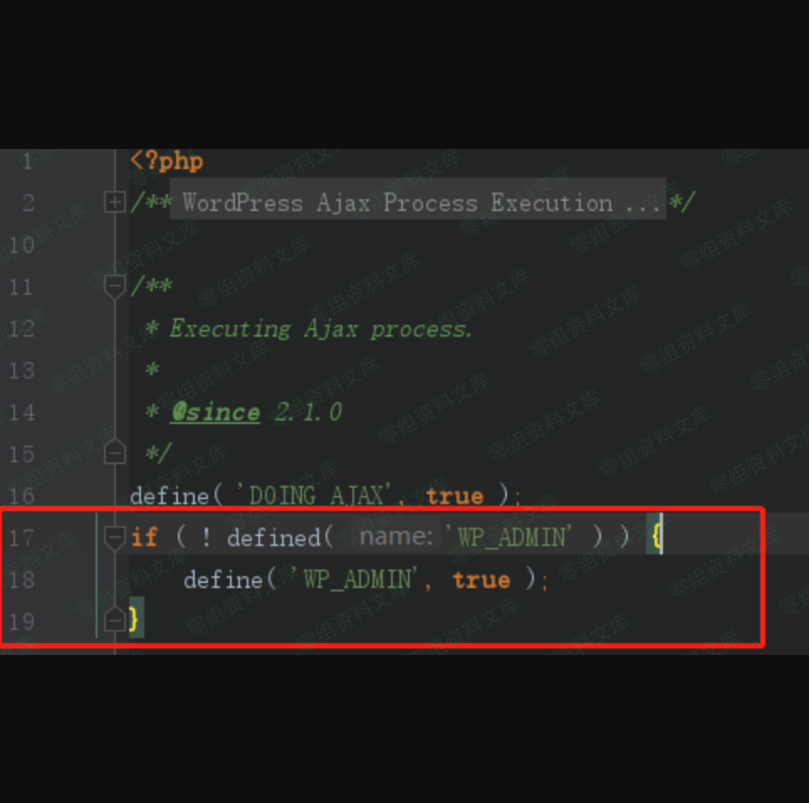 1 <?php
2 /** WordPress Ajax Process Execution ...*/
10
11 /**
12 * Executing Ajax process.
13 *
14 * @since 2.1.0
15 */
16 define( 'DOING_AJAX', true );
17 if ( ! defined( name: 'WP_ADMIN' ) ) {
18 define( 'WP_ADMIN', true );
19 }
零组资料文库